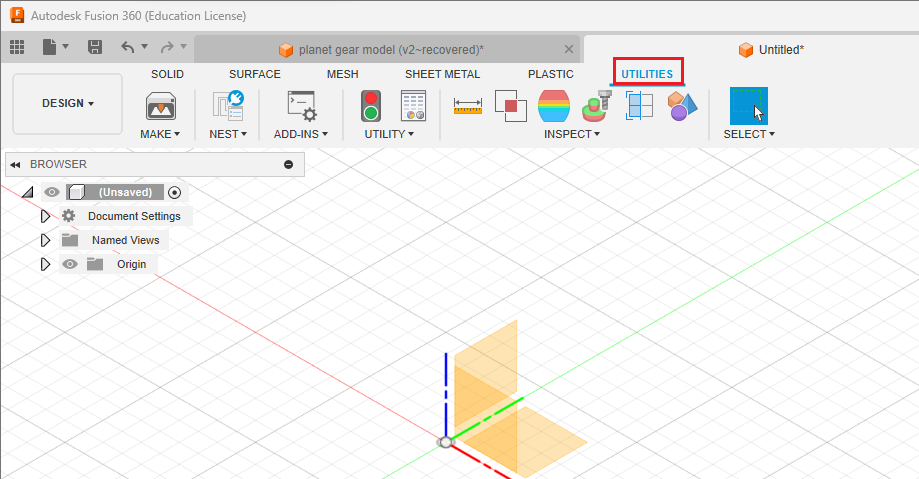 Autodesk Fusion 360 (Education License)
planet gear model (v2~recovered)*
Untitled*
SOLID SURFACE MESH SHEET METAL PLASTIC UTILITIES
DESIGN
MAKE NEST ADD-INS UTILITY INSPECT SELECT
BROWSER
(Unsaved)
Document Settings
Named Views
Origin